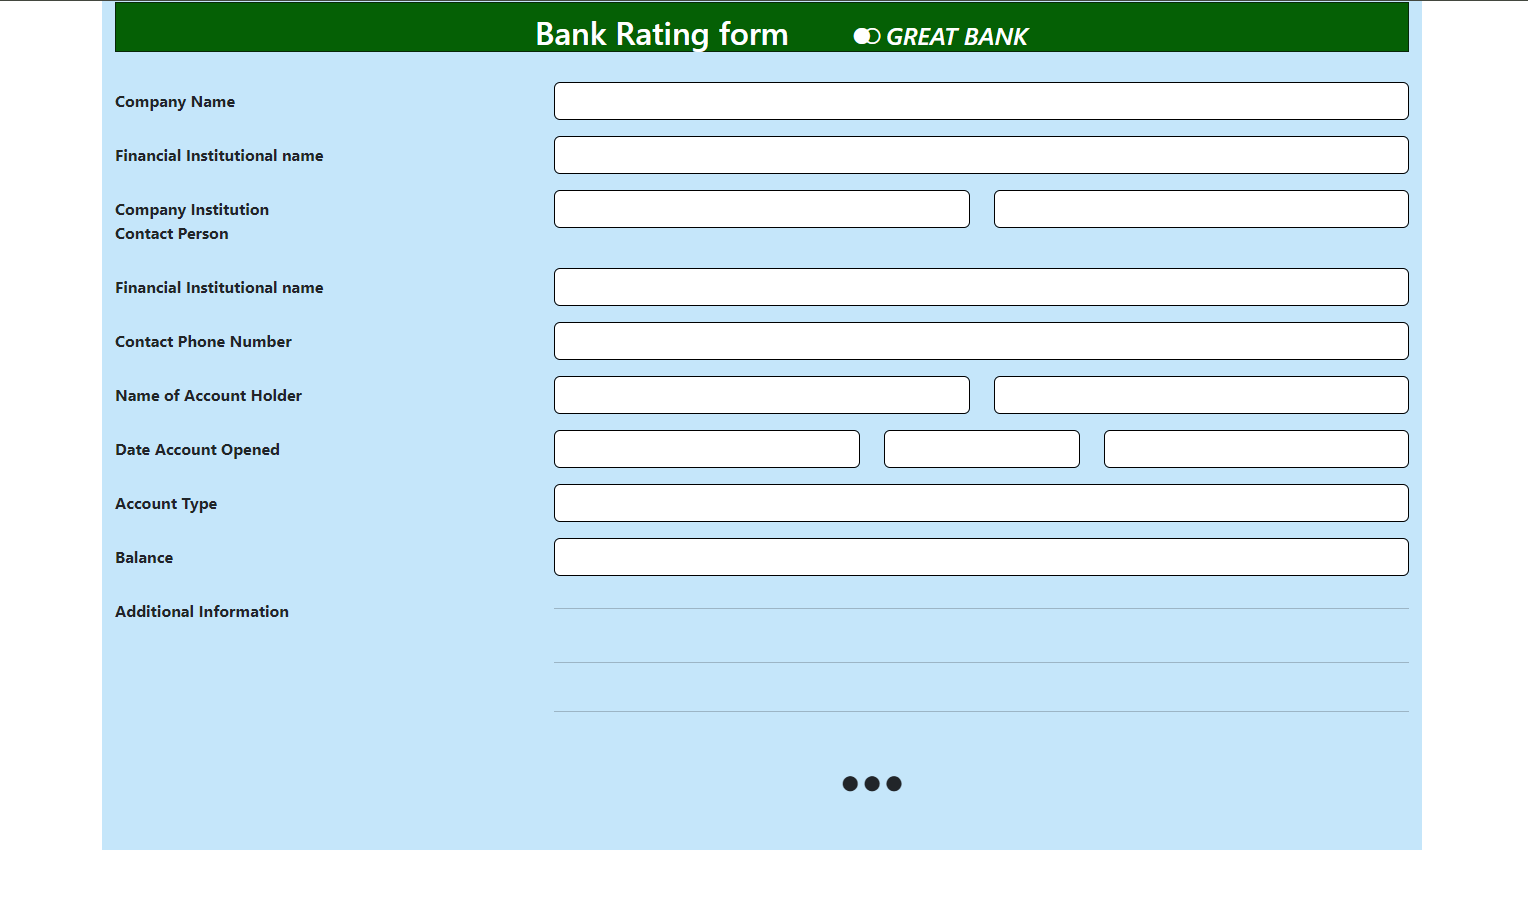 Bank Rating form GREAT BANK
Company Name
Financial Institutional name
Company Institution
Contact Person
Financial Institutional name
Contact Phone Number
Name of Account Holder
Date Account Opened
Account Type
Balance
Additional Information